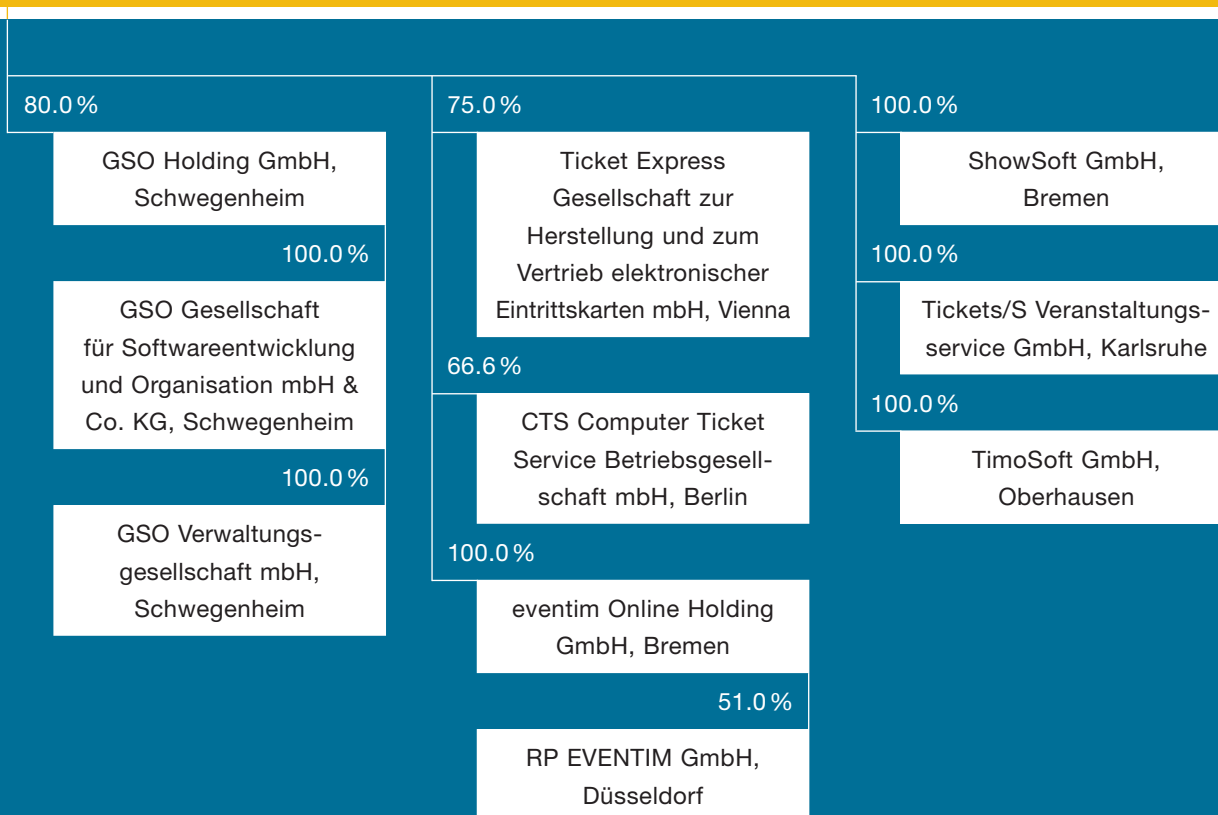 80.0 %
GSO Holding GmbH,
Schwegenheim
100.0 %
GSO Gesellschaft
für Softwareentwicklung
und Organisation mbH &
Co. KG, Schwegenheim
100.0 %
GSO Verwaltungs-
gesellschaft mbH,
Schwegenheim
75.0 %
Ticket Express
Gesellschaft zur
Herstellung und zum
Vertrieb elektronischer
Eintrittskarten mbH, Vienna
66.6 %
CTS Computer Ticket
Service Betriebsgesell-
schaft mbH, Berlin
100.0 %
eventim Online Holding
GmbH, Bremen
51.0 %
RP EVENTIM GmbH,
Düsseldorf
100.0 %
ShowSoft GmbH,
Bremen
100.0 %
Tickets/S Veranstaltungs-
service GmbH, Karlsruhe
100.0 %
TimoSoft GmbH,
Oberhausen